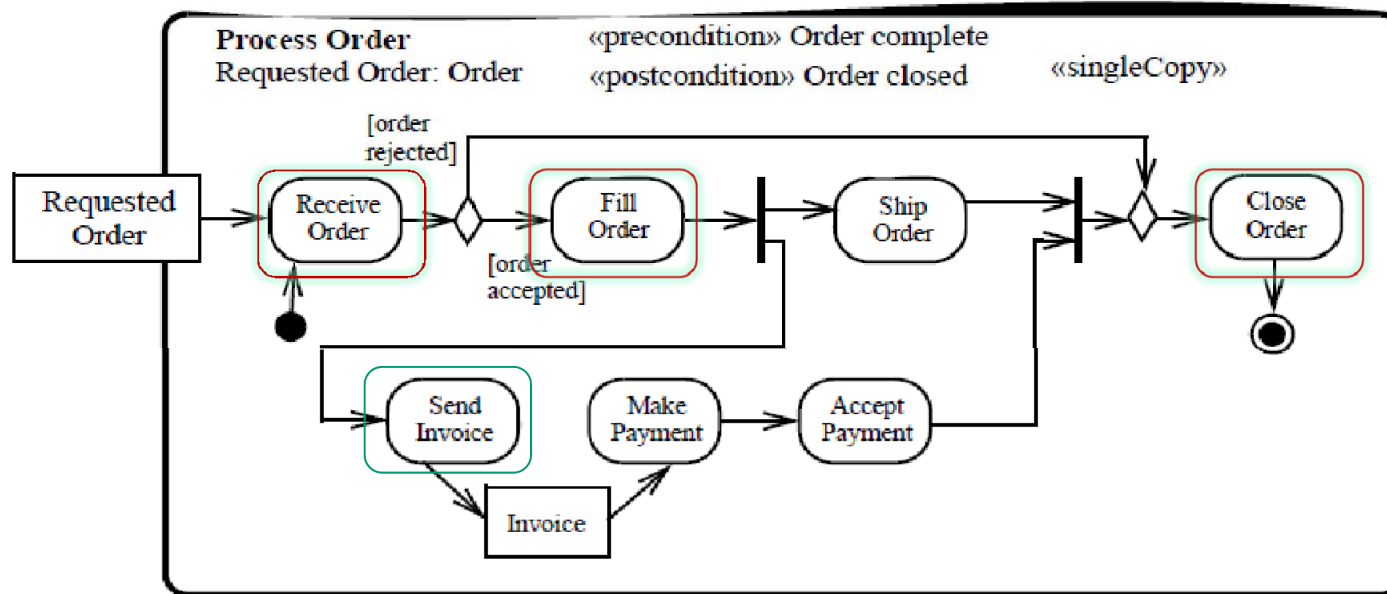 Process Order
Requested Order: Order
«precondition» Order complete
«postcondition» Order closed
«singleCopy»
[order
rejected]
Requested
Order
Receive
Order
Fill
Order
[order
accepted]
Ship
Order
Close
Order
Send
Invoice
Make
Payment
Accept
Payment
Invoice